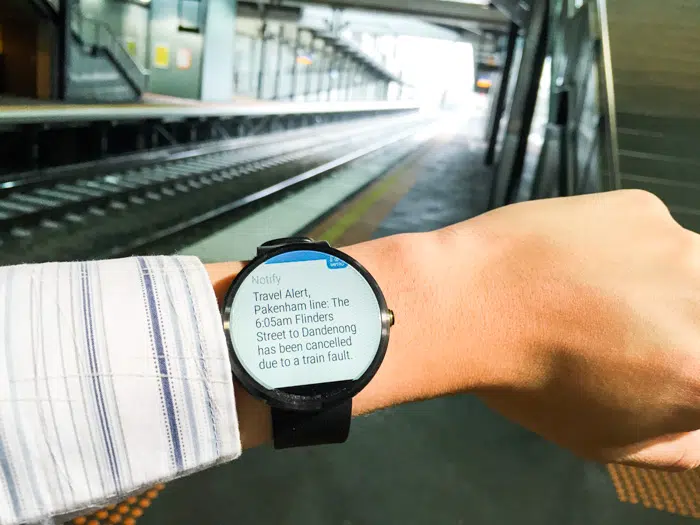 Notify
Travel Alert,
Pakenham line: The
6:05am Flinders
Street to Dandenong
has been cancelled
due to a train fault.